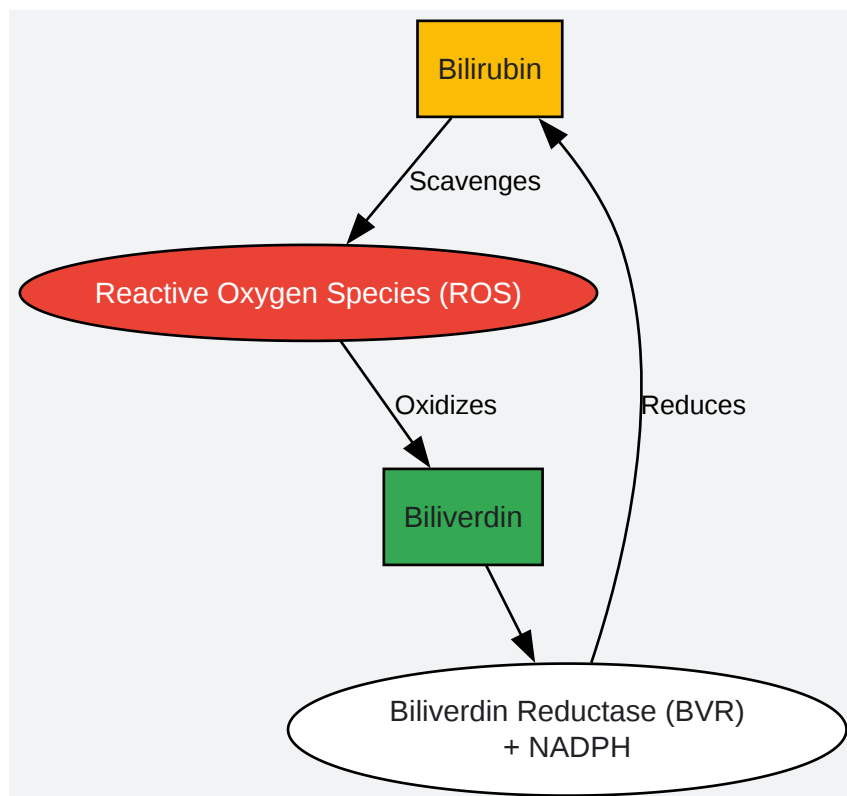 Bilirubin
Scavenges
Reactive Oxygen Species (ROS)
Oxidizes
Reduces
Biliverdin
Biliverdin Reductase (BVR)
+ NADPH